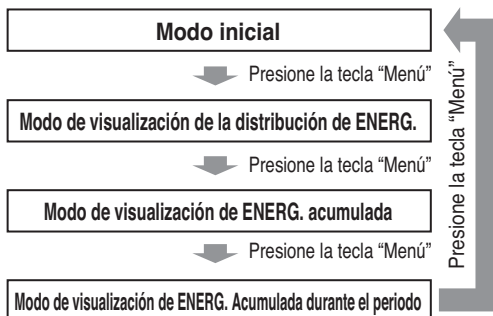 Modo inicial
Presione la tecla “Menú”
Modo de visualización de la distribución de ENERG.
Presione la tecla “Menú”
Modo de visualización de ENERG. acumulada
Presione la tecla “Menú”
Modo de visualización de ENERG. Acumulada durante el periodo
Presione la tecla “Menú”